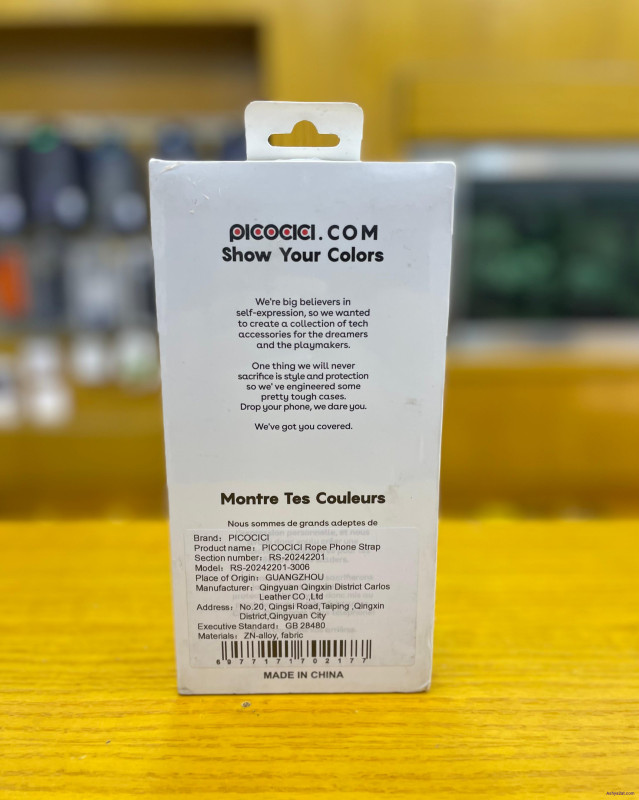 PICOCICI.COM
Show Your Colors
We're big believers in
self-expression, so we wanted
to create a collection of tech
accessories for the dreamers
and the playmakers.
One thing we will never
sacrifice is style and protection
so we' ve engineered some
pretty tough cases.
Drop your phone, we dare you.
We've got you covered.
Montre Tes Couleurs
Nous sommes de grands adeptes de
Brand: PICOCICI
Product name: PICOCICI Rope Phone Strap
Section number: RS-20242201
Model: RS-20242201-3006
Place of Origin: GUANGZHOU
Manufacturer: Qingyuan Qingxin District Carlos
Leather CO.,Ltd
Address: No.20, Qingsi Road,Taiping ,Qingxin
District,Qingyuan City
Executive Standard: GB 28480
Materials: ZN-alloy, fabric
6977171702177
MADE IN CHINA